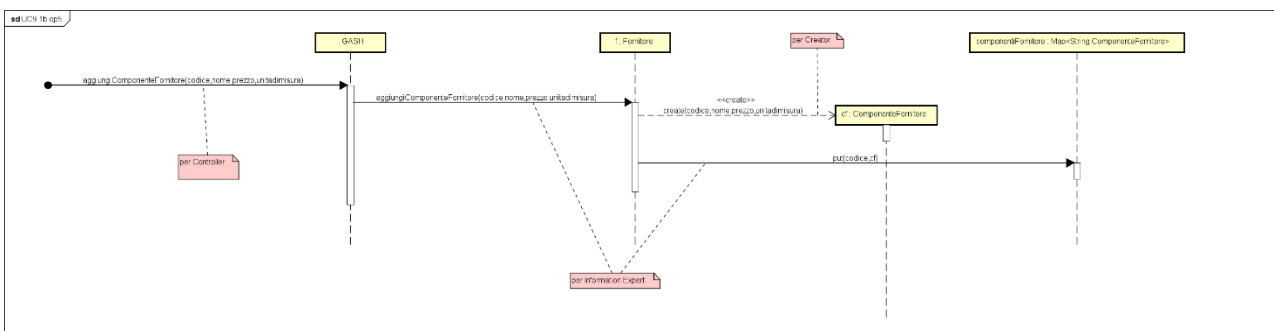 sd UC9.1b op5
: GASH
f : Fornitore
per Creator
componentiFornitore : Map<String,ComponenteFornitore>
aggiungiComponenteFornitore(codice,nome,prezzo,unitadimisura)
aggiungiComponenteFornitore(codice,nome,prezzo,unitadimisura)
<<create>>
create(codice,nome,prezzo,unitadimisura)
cf : ComponenteFornitore
per Controller
put(codice,cf)
per Information Expert